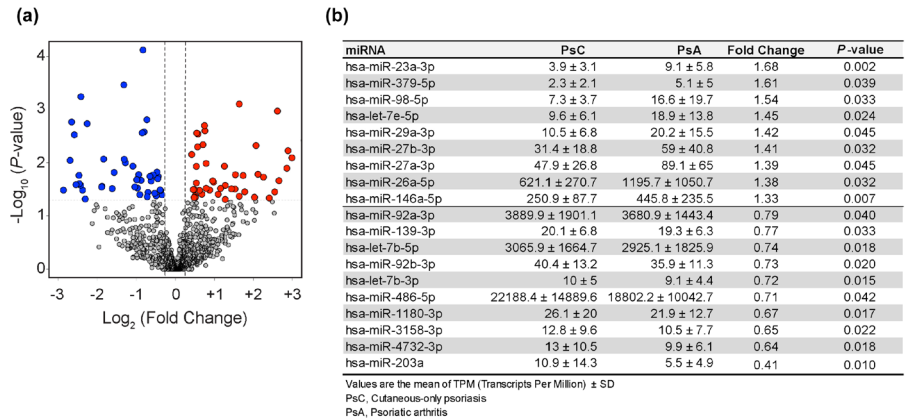 (a)
4
3
2
1
0
-Log10 (P-value)
-3 -2 -1 0 +1 +2 +3
Log2 (Fold Change)
(b)
miRNA PsC PsA Fold Change P-value
hsa-miR-23a-3p 3.9 ± 3.1 9.1 ± 5.8 1.68 0.002
hsa-miR-379-5p 2.3 ± 2.1 5.1 ± 5 1.61 0.039
hsa-miR-98-5p 7.3 ± 3.7 16.6 ± 19.7 1.54 0.033
hsa-let-7e-5p 9.6 ± 6.1 18.9 ± 13.8 1.45 0.024
hsa-miR-29a-3p 10.5 ± 6.8 20.2 ± 15.5 1.42 0.045
hsa-miR-27b-3p 31.4 ± 18.8 59 ± 40.8 1.41 0.032
hsa-miR-27a-3p 47.9 ± 26.8 89.1 ± 65 1.39 0.045
hsa-miR-26a-5p 621.1 ± 270.7 1195.7 ± 1050.7 1.38 0.032
hsa-miR-146a-5p 250.9 ± 87.7 445.8 ± 235.5 1.33 0.007
hsa-miR-92a-3p 3889.9 ± 1901.1 3680.9 ± 1443.4 0.79 0.040
hsa-miR-139-3p 20.1 ± 6.8 19.3 ± 6.3 0.77 0.033
hsa-let-7b-5p 3065.9 ± 1664.7 2925.1 ± 1825.9 0.74 0.018
hsa-miR-92b-3p 40.4 ± 13.2 35.9 ± 11.3 0.73 0.020
hsa-let-7b-3p 10 ± 5 9.1 ± 4.4 0.72 0.015
hsa-miR-486-5p 22188.4 ± 14889.6 18802.2 ± 10042.7 0.71 0.042
hsa-miR-1180-3p 26.1 ± 20 21.9 ± 12.7 0.67 0.017
hsa-miR-3158-3p 12.8 ± 9.6 10.5 ± 7.7 0.65 0.022
hsa-miR-4732-3p 13 ± 10.5 9.9 ± 6.1 0.64 0.018
hsa-miR-203a 10.9 ± 14.3 5.5 ± 4.9 0.41 0.010
Values are the mean of TPM (Transcripts Per Million) ± SD
PsC, Cutaneous-only psoriasis
PsA, Psoriatic arthritis